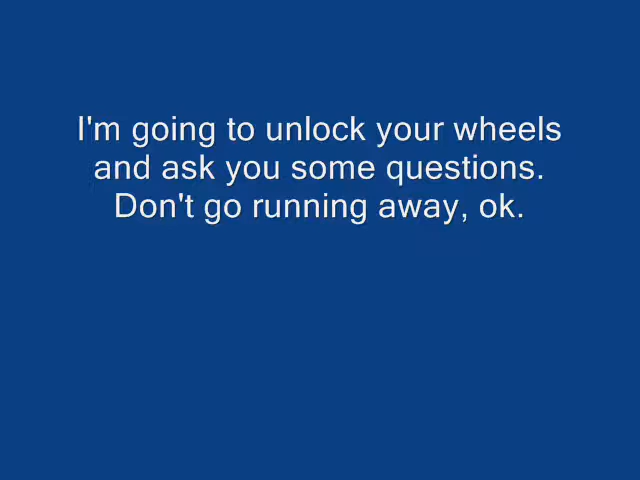 I'm going to unlock your wheels
and ask you some questions.
Don't go running away, ok.